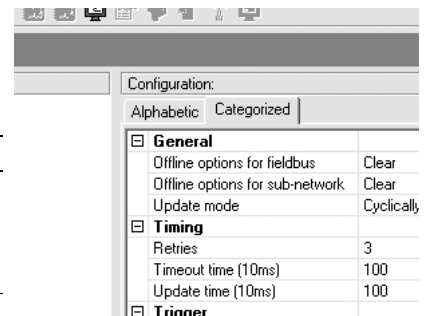 Configuration:
Alphabetic Categorized
General
Offline options for fieldbus Clear
Offline options for sub-network Clear
Update mode Cyclically
Timing
Retries 3
Timeout time (10ms) 100
Update time (10ms) 100
Trigger